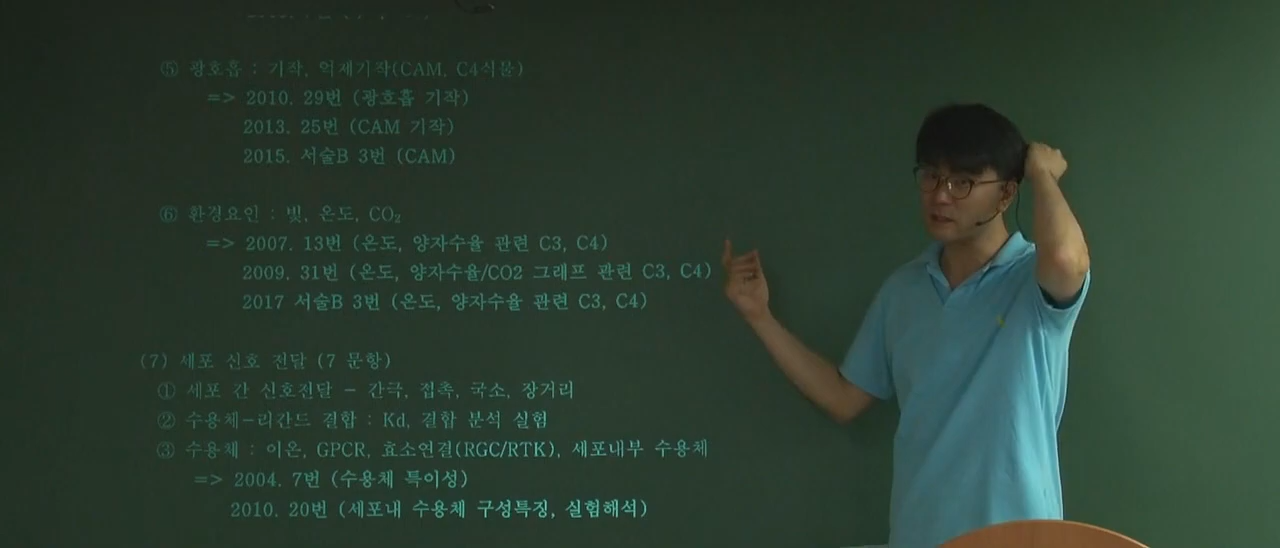 ⑤ 광호흡 : 기작, 억제기작(CAM, C4식물)
=> 2010. 29번 (광호흡 기작)
2013. 25번 (CAM 기작)
2015. 서술B 3번 (CAM)
⑥ 환경요인 : 빛, 온도, CO₂
=> 2007. 13번 (온도, 양자수율 관련 C3, C4)
2009. 31번 (온도, 양자수율/CO2 그래프 관련 C3, C4)
2017 서술B 3번 (온도, 양자수율 관련 C3, C4)
(7) 세포 신호 전달 (7 문항)
① 세포 간 신호전달 - 간극, 접촉, 국소, 장거리
② 수용체-리간드 결합 : Kd, 결합 분석 실험
③ 수용체 : 이온, GPCR, 효소연결(RGC/RTK), 세포내부 수용체
=> 2004. 7번 (수용체 특이성)
2010. 20번 (세포내 수용체 구성특징, 실험해석)